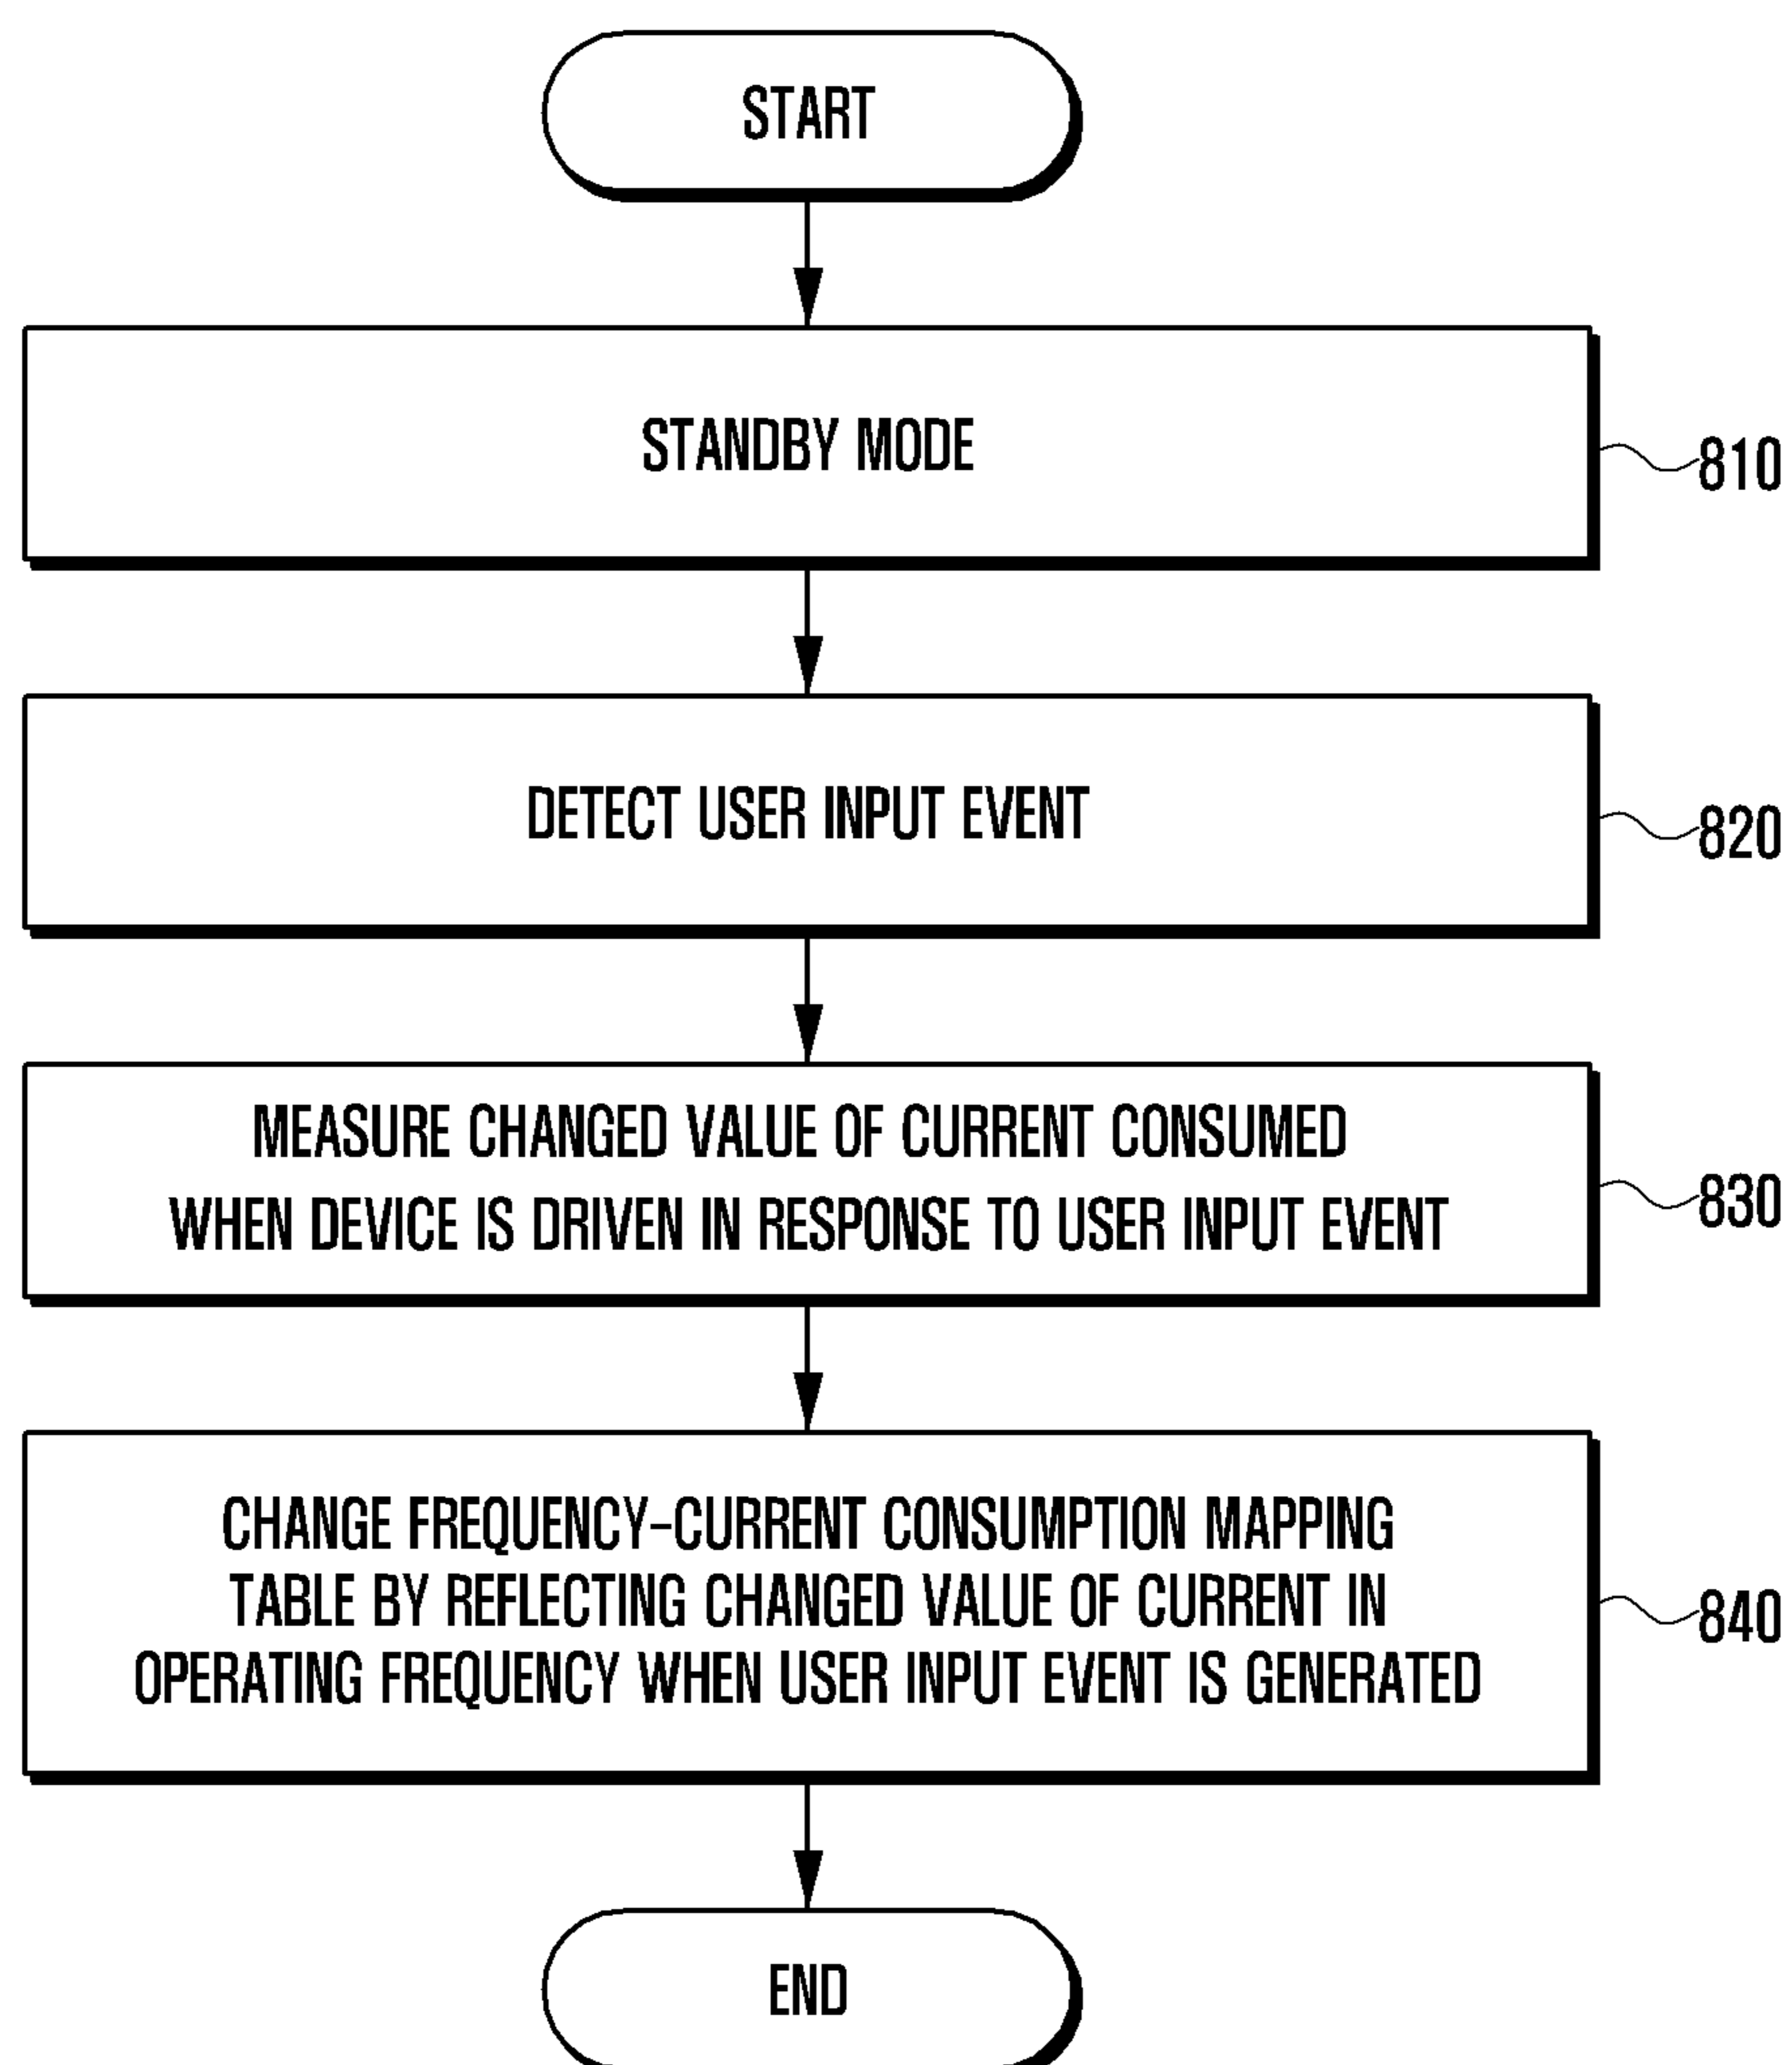 START
STANDBY MODE
810
DETECT USER INPUT EVENT
820
MEASURE CHANGED VALUE OF CURRENT CONSUMED
WHEN DEVICE IS DRIVEN IN RESPONSE TO USER INPUT EVENT
830
CHANGE FREQUENCY-CURRENT CONSUMPTION MAPPING
TABLE BY REFLECTING CHANGED VALUE OF CURRENT IN
OPERATING FREQUENCY WHEN USER INPUT EVENT IS GENERATED
840
END